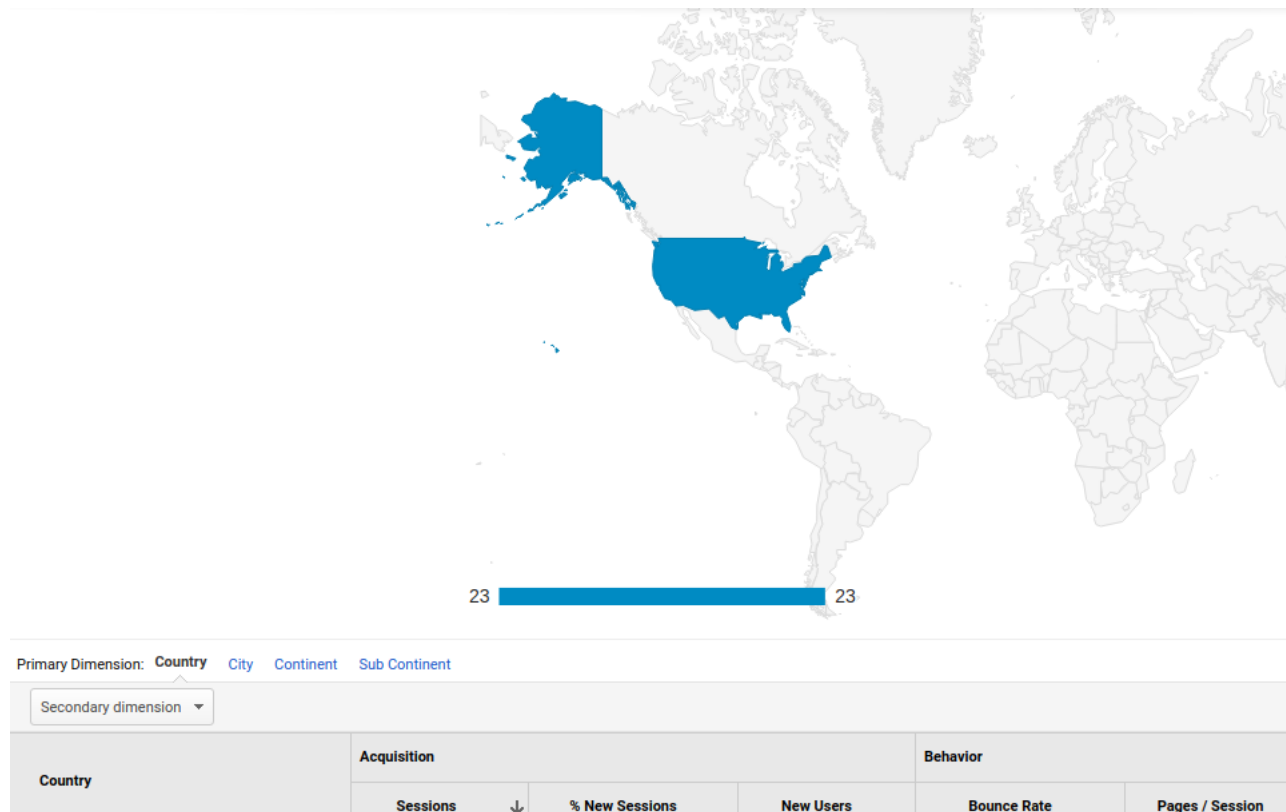 23 23
Primary Dimension: Country City Continent Sub Continent
Secondary dimension
Country
Acquisition Behavior
Sessions % New Sessions New Users Bounce Rate Pages / Session